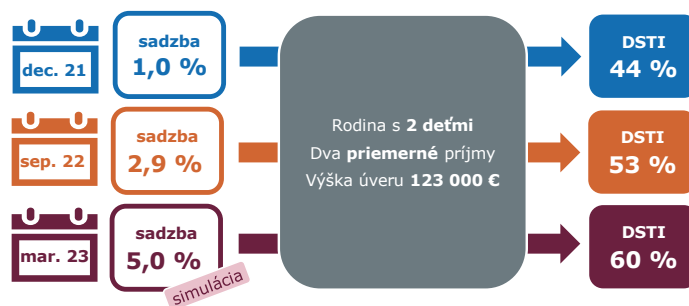 dec. 21
sadzba
1,0 %
DSTI
44 %
sep. 22
sadzba
2,9 %
Rodina s 2 deťmi
Dva priemerné príjmy
Výška úveru 123 000 €
DSTI
53 %
mar. 23
sadzba
5,0 %
simulácia
DSTI
60 %